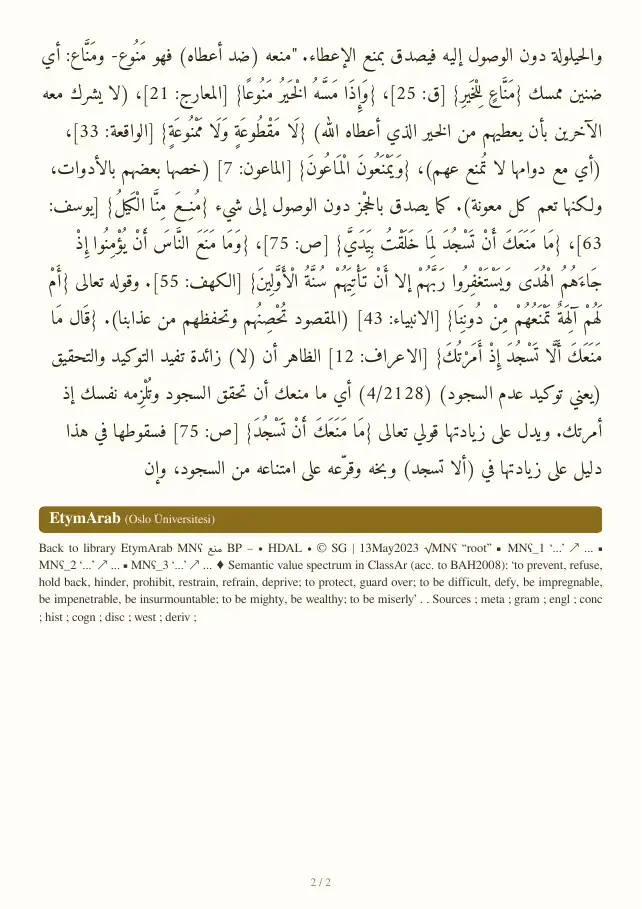 والحيلولة دون الوصول إليه فيصدق بمنع الإعطاء. "منعه (ضد أعطاه) فهو مَنُوع- ومَنَّاع: أي
ضنين ممسك {مَنَّاعٍ لِلْخَيرِ} [ق: 25]، {وَإِذَا مَسَّهُ الْخَيرُ مَنُوعًا} [المعارج: 21]، (لا يشرك معه
الآخرين بأن يعطيهم من الخير الذي أعطاه الله) {لَا مَقْطُوعَةٍ وَلَا مَمْنُوعَةٍ} [الواقعة: 33]،
(أي مع دوامها لا تُمنع عنهم)، {وَيَمْنَعُونَ الْمَاعُونَ} [الماعون: 7] (خصها بعضهم بالأدوات،
ولكنها تعم كل معونة). كما يصدق بالحَجْز دون الوصول إلى شيء {مُنِعَ مِنَّا الْكَيلُ} [يوسف:
63]، {مَا مَنَعَكَ أَنْ تَسْجُدَ لِمَا خَلَقْتُ بِيَدَيَّ} [ص: 75]، {وَمَا مَنَعَ النَّاسَ أَنْ يُؤْمِنُوا إِذْ
جَاءَهُمُ الْهُدَى وَيَسْتَغْفِرُوا رَبَّهُمْ إلا أَنْ تَأْتِيَهُمْ سُنَّةُ الْأَوَّلِينَ} [الكهف: 55]. وقوله تعالى {أَمْ
لَهُمْ آلِهَةٌ تَمْنَعُهُمْ مِنْ دُونِنَا} [الانبياء: 43] (المقصود تُحْصِنُهم وتحفظهم من عذابنا). {قَال مَا
مَنَعَكَ أَلَّا تَسْجُدَ إِذْ أَمَرْتُكَ} [الاعراف: 12] الظاهر أن (لا) زائدة تفيد التوكيد والتحقيق
(يعني توكيد عدم السجود) (4/2128) أي ما منعك أن تحقق السجود وتُلْزِمه نفسك إذ
أمرتك. ويدل على زيادتها قولي تعالى {مَا مَنَعَكَ أَنْ تَسْجُدَ} [ص: 75] فسقوطها في هذا
دليل على زيادتها في (ألا تسجد) وبخه وقرّعه على امتناعه من السجود، وإن
EtymArab (Oslo Üniversitesi)
Back to library EtymArab MNʕ منع BP – • HDAL • © SG | 13May2023 √MNʕ “root” ▪ MNʕ_1 ‘...’ ↗ ... ▪
MNʕ_2 ‘...’ ↗ ... ▪ MNʕ_3 ‘...’ ↗ ... ♦ Semantic value spectrum in ClassAr (acc. to BAH2008): ‘to prevent, refuse,
hold back, hinder, prohibit, restrain, refrain, deprive; to protect, guard over; to be difficult, defy, be impregnable,
be impenetrable, be insurmountable; to be mighty, be wealthy; to be miserly’ . . Sources ; meta ; gram ; engl ; conc
; hist ; cogn ; disc ; west ; deriv ;
2 / 2